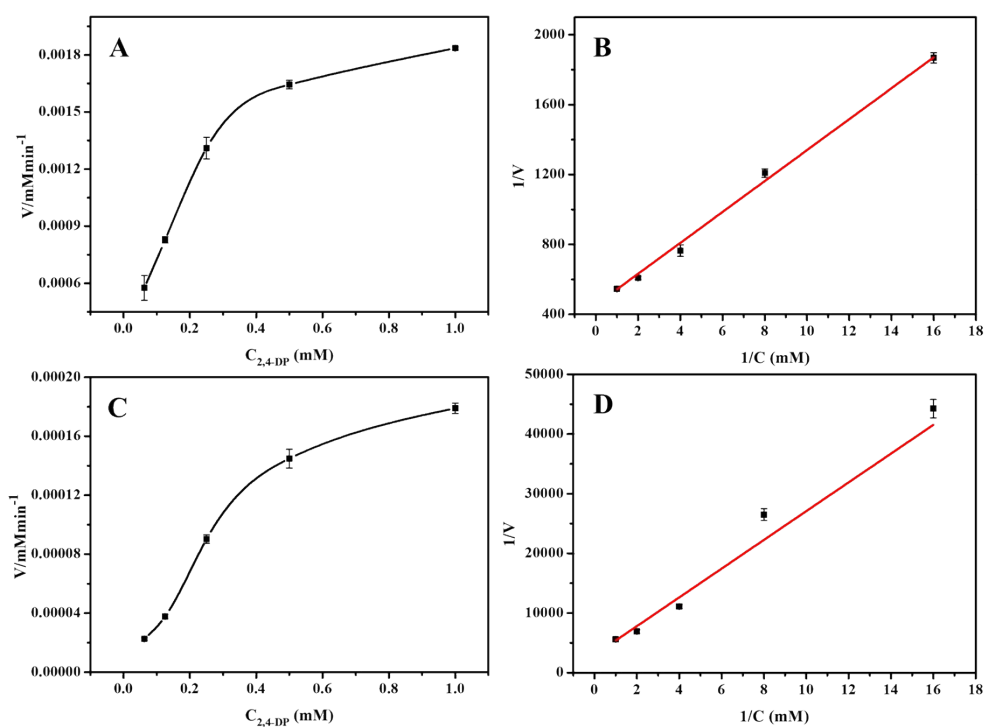 A
V/mMmin-1
0.0018
0.0015
0.0012
0.0009
0.0006
0.0 0.2 0.4 0.6 0.8 1.0
C2,4-DP (mM)
B
1/V
2000
1600
1200
800
400
0 2 4 6 8 10 12 14 16 18
1/C (mM)
C
V/mMmin-1
0.00020
0.00016
0.00012
0.00008
0.00004
0.00000
0.0 0.2 0.4 0.6 0.8 1.0
C2,4-DP (mM)
D
1/V
50000
40000
30000
20000
10000
0
0 2 4 6 8 10 12 14 16 18
1/C (mM)